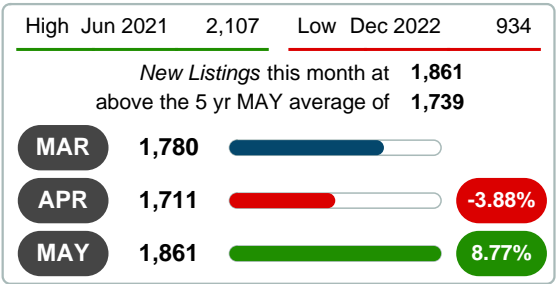 High Jun 2021 2,107 Low Dec 2022 934
New Listings this month at 1,861
above the 5 yr MAY average of 1,739
MAR 1,780
APR 1,711 -3.88%
MAY 1,861 8.77%